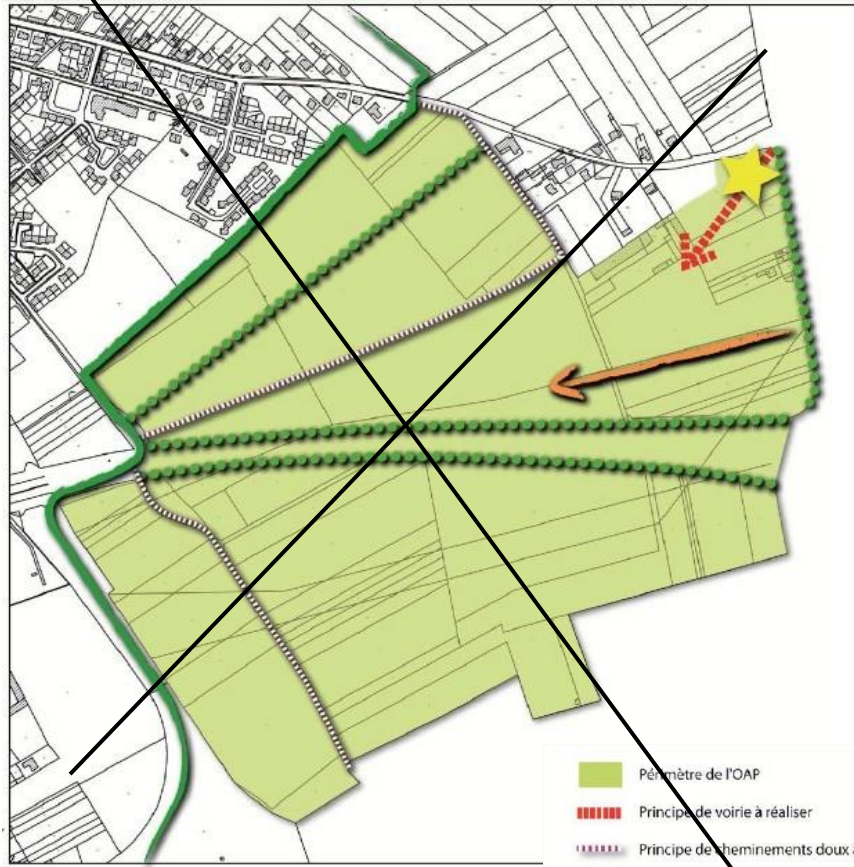 Périmètre de l'OAP
Principe de voirie à réaliser
Principe de cheminements doux à